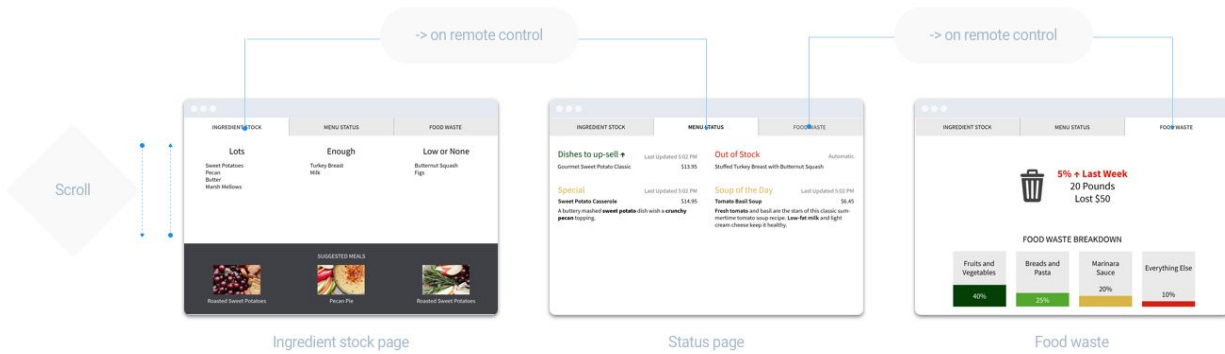 -> on remote control
-> on remote control
Scroll
INGREDIENT STOCK
MENU STATUS
FOOD WASTE
Lots
Enough
Low or None
Sweet Potatoes
Pecan
Butter
Marsh Mellows
Turkey Breast
Milk
Butternut Squash
Figs
SUGGESTED MEALS
Roasted Sweet Potatoes
Pecan Pie
Roasted Sweet Potatoes
Ingredient stock page
INGREDIENT STOCK
MENU STATUS
FOOD WASTE
Dishes to up-sell ↑
Last Updated 5:02 PM
Gourmet Sweet Potato Classic
$13.95
Out of Stock
Automatic
Stuffed Turkey Breast with Butternut Squash
Special
Last Updated 5:02 PM
Sweet Potato Casserole
$14.95
A buttery mashed sweet potato dish wish a crunchy
pecan topping.
Soup of the Day
Last Updated 5:02 PM
Tomato Basil Soup
$6.45
Fresh tomato and basil are the stars of this classic sum-
mertime tomato soup recipe. Low-fat milk and light
cream cheese keep it healthy.
Status page
INGREDIENT STOCK
MENU STATUS
FOOD WASTE
5% ↑ Last Week
20 Pounds
Lost $50
FOOD WASTE BREAKDOWN
Fruits and
Vegetables
40%
Breads and
Pasta
25%
Marinara
Sauce
20%
Everything Else
10%
Food waste